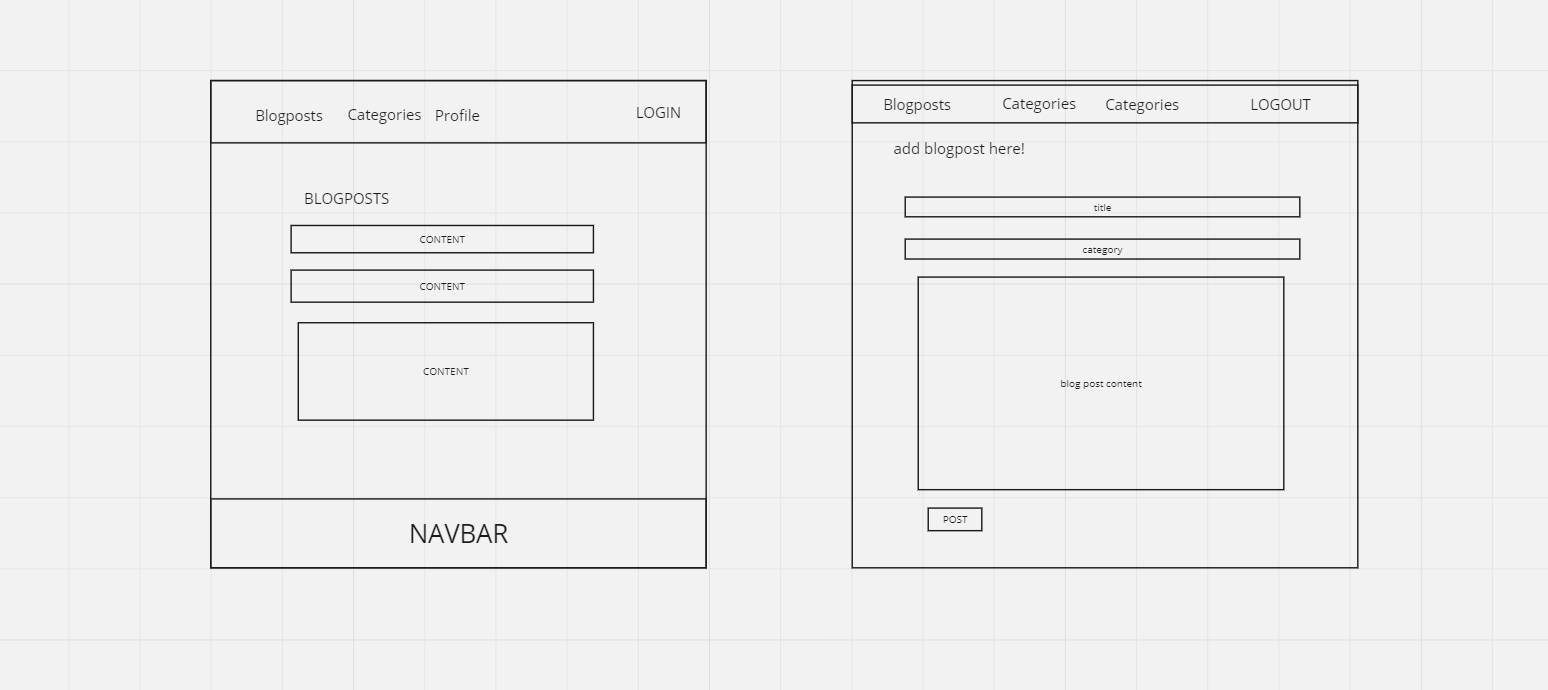 Blogposts Categories Profile LOGIN
BLOGPOSTS
CONTENT
CONTENT
CONTENT
NAVBAR
Blogposts Categories Categories LOGOUT
add blogpost here!
title
category
blog post content
POST